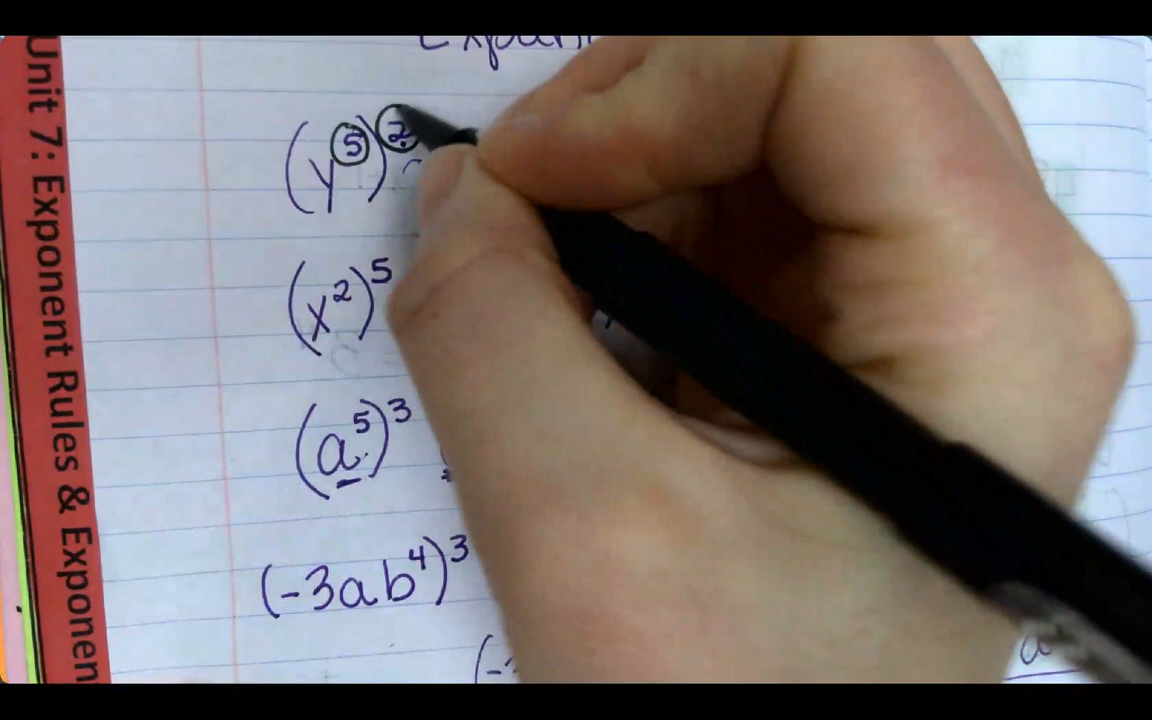 (y⁵)²
(x²)⁵
(a⁵)³
(-3ab⁴)³
(-
a
Unit 7: Exponent Rules & Exponen